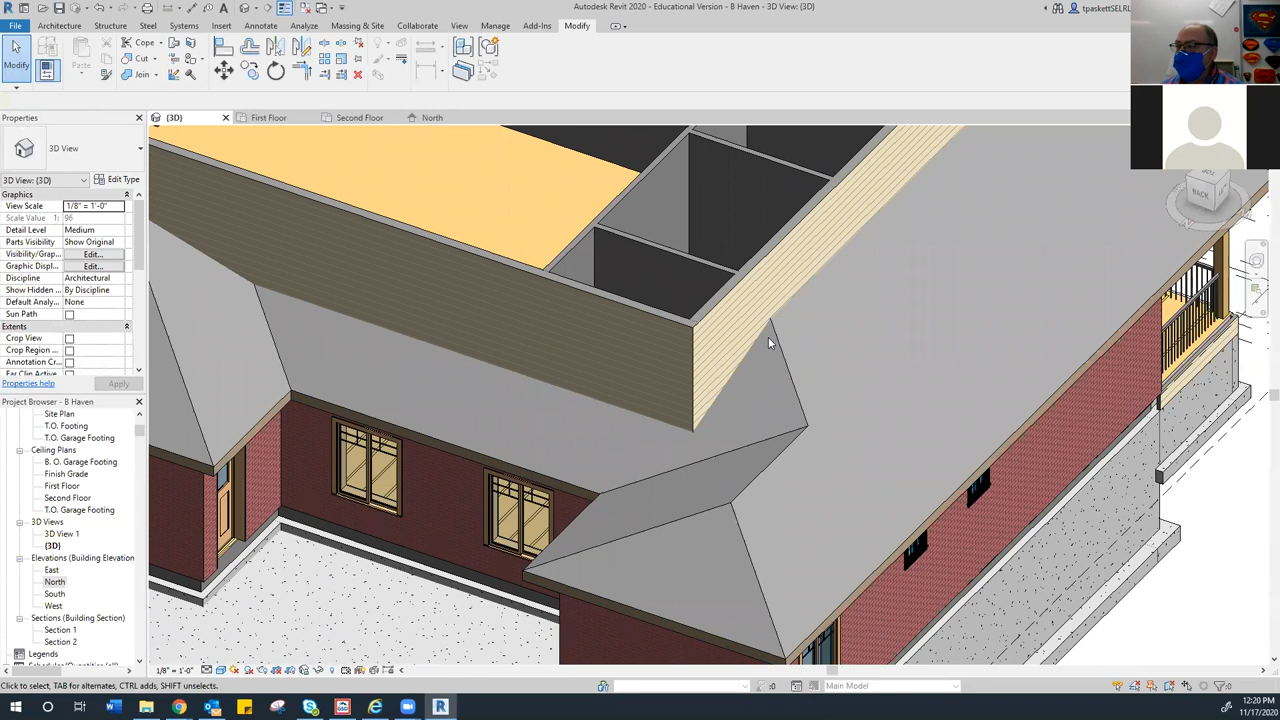 Autodesk Revit 2020 - Educational Version - B Haven - 3D View: {3D}
tpaskettSELRL
File Architecture Structure Steel Systems Insert Annotate Analyze Massing & Site Collaborate View Manage Add-Ins Modify
Modify Paste Cope Cut Join
Properties {3D} First Floor Second Floor North
3D View
3D View: {3D} Edit Type
Graphics
View Scale 1/8" = 1'-0"
Scale Value 1: 96
Detail Level Medium
Parts Visibility Show Original
Visibility/Grap... Edit...
Graphic Displ... Edit...
Discipline Architectural
Show Hidden ... By Discipline
Default Analy... None
Sun Path
Extents
Crop View
Crop Region ...
Annotation Cr...
Far Clip Active
Properties help Apply
Project Browser - B Haven
Site Plan
T.O. Footing
T.O. Garage Footing
Ceiling Plans
B. O. Garage Footing
Finish Grade
First Floor
Second Floor
T.O. Garage Footing
3D Views
3D View 1
{3D}
Elevations (Building Elevation
East
North
South
West
Sections (Building Section)
Section 1
Section 2
Legends
BACK
1/8" = 1'-0"
Click to select, TAB for alternates, CTRL adds, SHIFT unselects.
:0 Main Model :0
12:20 PM
11/17/2020